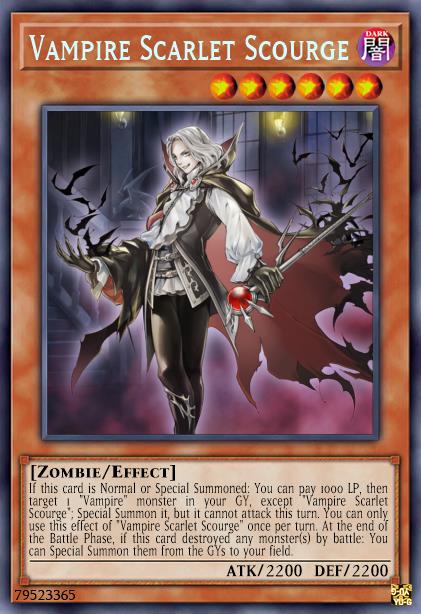 Vampire Scarlet Scourge
DARK
闇
[Zombie/Effect]
If this card is Normal or Special Summoned: You can pay 1000 LP, then
target 1 "Vampire" monster in your GY, except "Vampire Scarlet
Scourge"; Special Summon it, but it cannot attack this turn. You can only
use this effect of "Vampire Scarlet Scourge" once per turn. At the end of
the Battle Phase, if this card destroyed any monster(s) by battle: You
can Special Summon them from the GYs to your field.
ATK/2200 DEF/2200
79523365